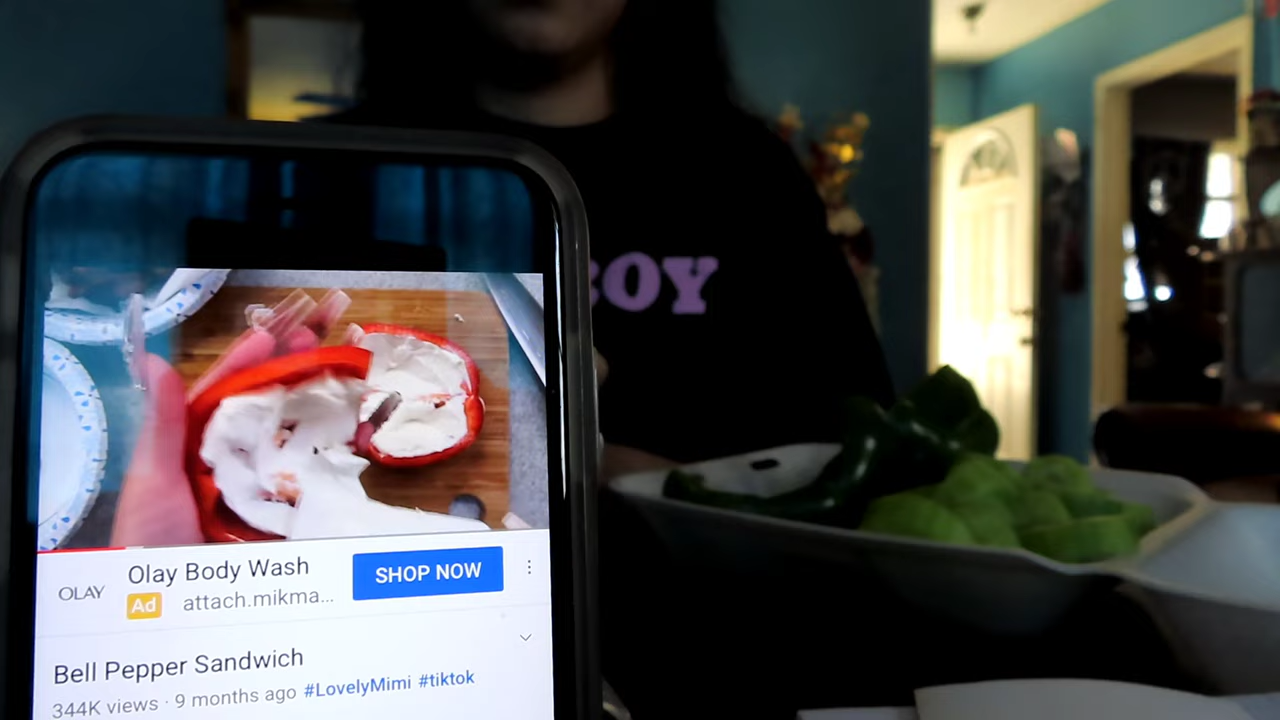 OY
OLAY
Olay Body Wash
SHOP NOW
Ad attach.mikma...
Bell Pepper Sandwich
344K views · 9 months ago #LovelyMimi #tiktok